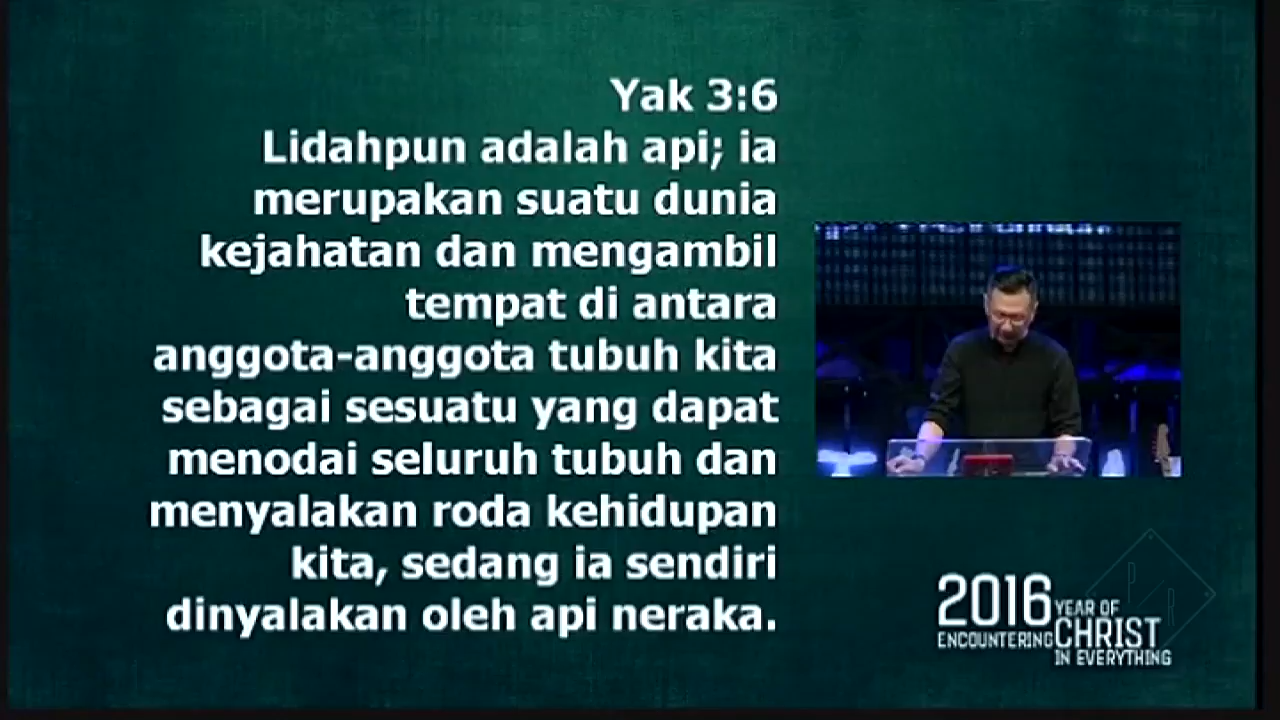 Yak 3:6
Lidahpun adalah api; ia
merupakan suatu dunia
kejahatan dan mengambil
tempat di antara
anggota-anggota tubuh kita
sebagai sesuatu yang dapat
menodai seluruh tubuh dan
menyalakan roda kehidupan
kita, sedang ia sendiri
dinyalakan oleh api neraka.
2016 YEAR OF
ENCOUNTERING CHRIST
IN EVERYTHING
P/R